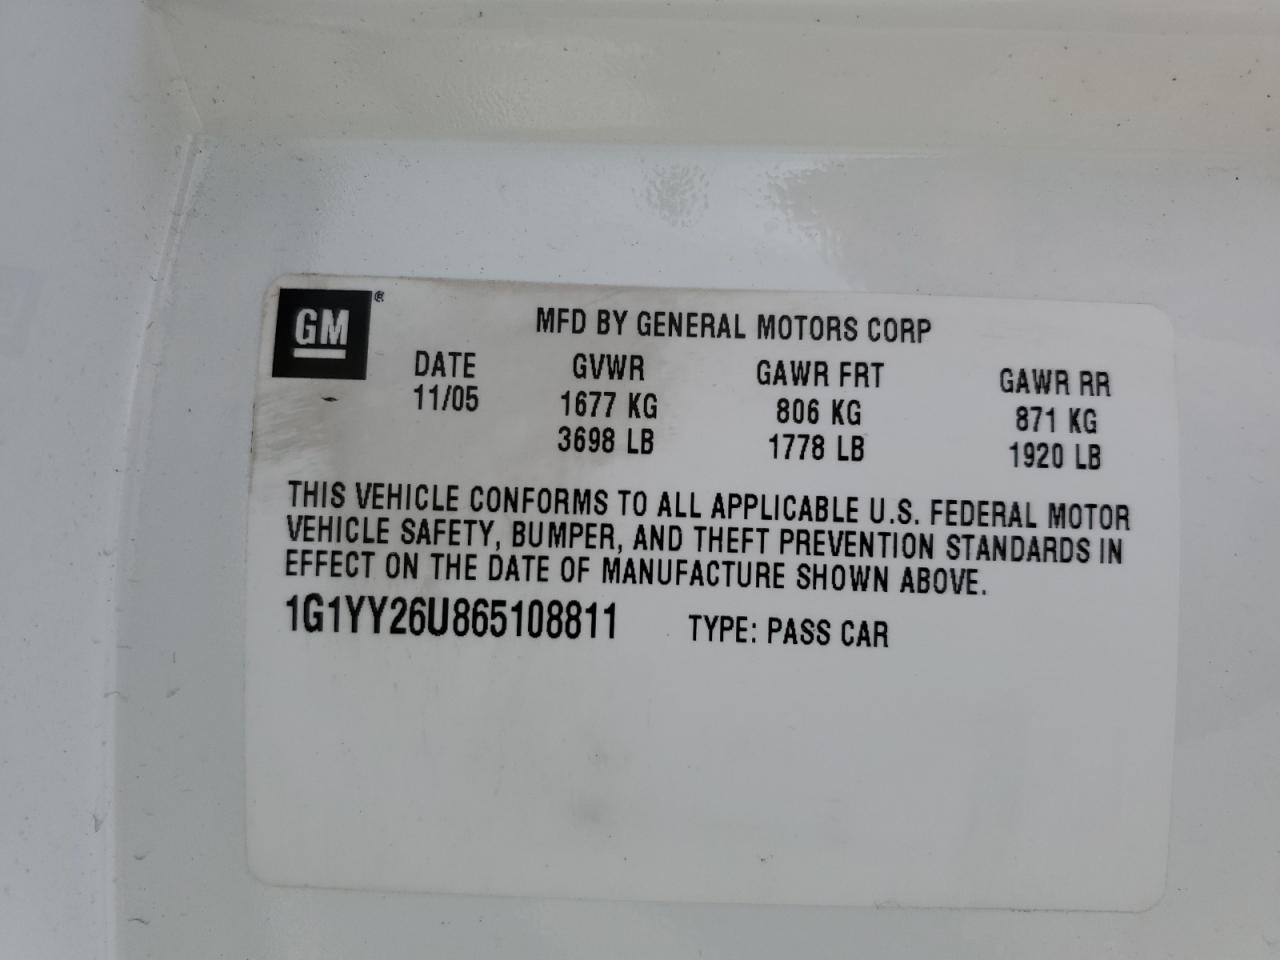 GM®
MFD BY GENERAL MOTORS CORP
DATE GVWR GAWR FRT GAWR RR
11/05 1677 KG 806 KG 871 KG
3698 LB 1778 LB 1920 LB
THIS VEHICLE CONFORMS TO ALL APPLICABLE U.S. FEDERAL MOTOR
VEHICLE SAFETY, BUMPER, AND THEFT PREVENTION STANDARDS IN
EFFECT ON THE DATE OF MANUFACTURE SHOWN ABOVE.
1G1YY26U865108811 TYPE: PASS CAR